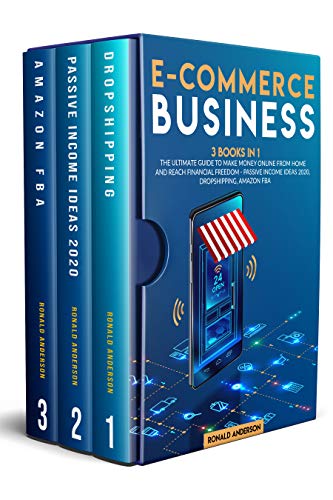 AMAZON FBA
RONALD ANDERSON
3
PASSIVE INCOME IDEAS 2020
RONALD ANDERSON
2
DROPSHIPPING
RONALD ANDERSON
1
E-COMMERCE
BUSINESS
3 BOOKS IN 1
THE ULTIMATE GUIDE TO MAKE MONEY ONLINE FROM HOME
AND REACH FINANCIAL FREEDOM - PASSIVE INCOME IDEAS 2020,
DROPSHIPPING, AMAZON FBA
24
OPEN
RONALD ANDERSON